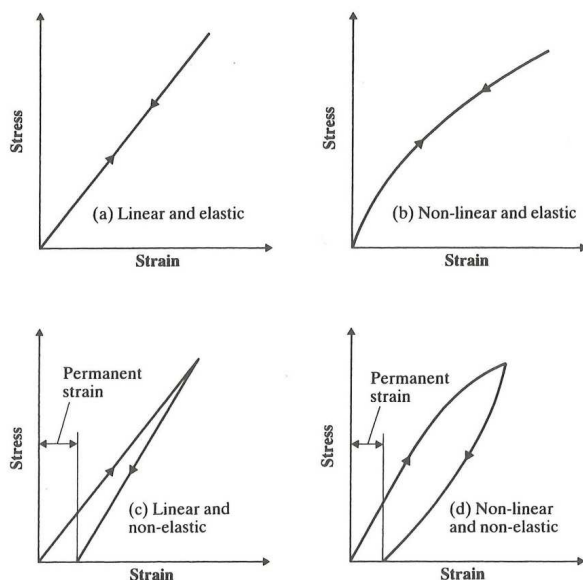 Stress
(a) Linear and elastic
Strain
Stress
(b) Non-linear and elastic
Strain
Stress
Permanent
strain
(c) Linear and
non-elastic
Strain
Stress
Permanent
strain
(d) Non-linear
and non-elastic
Strain